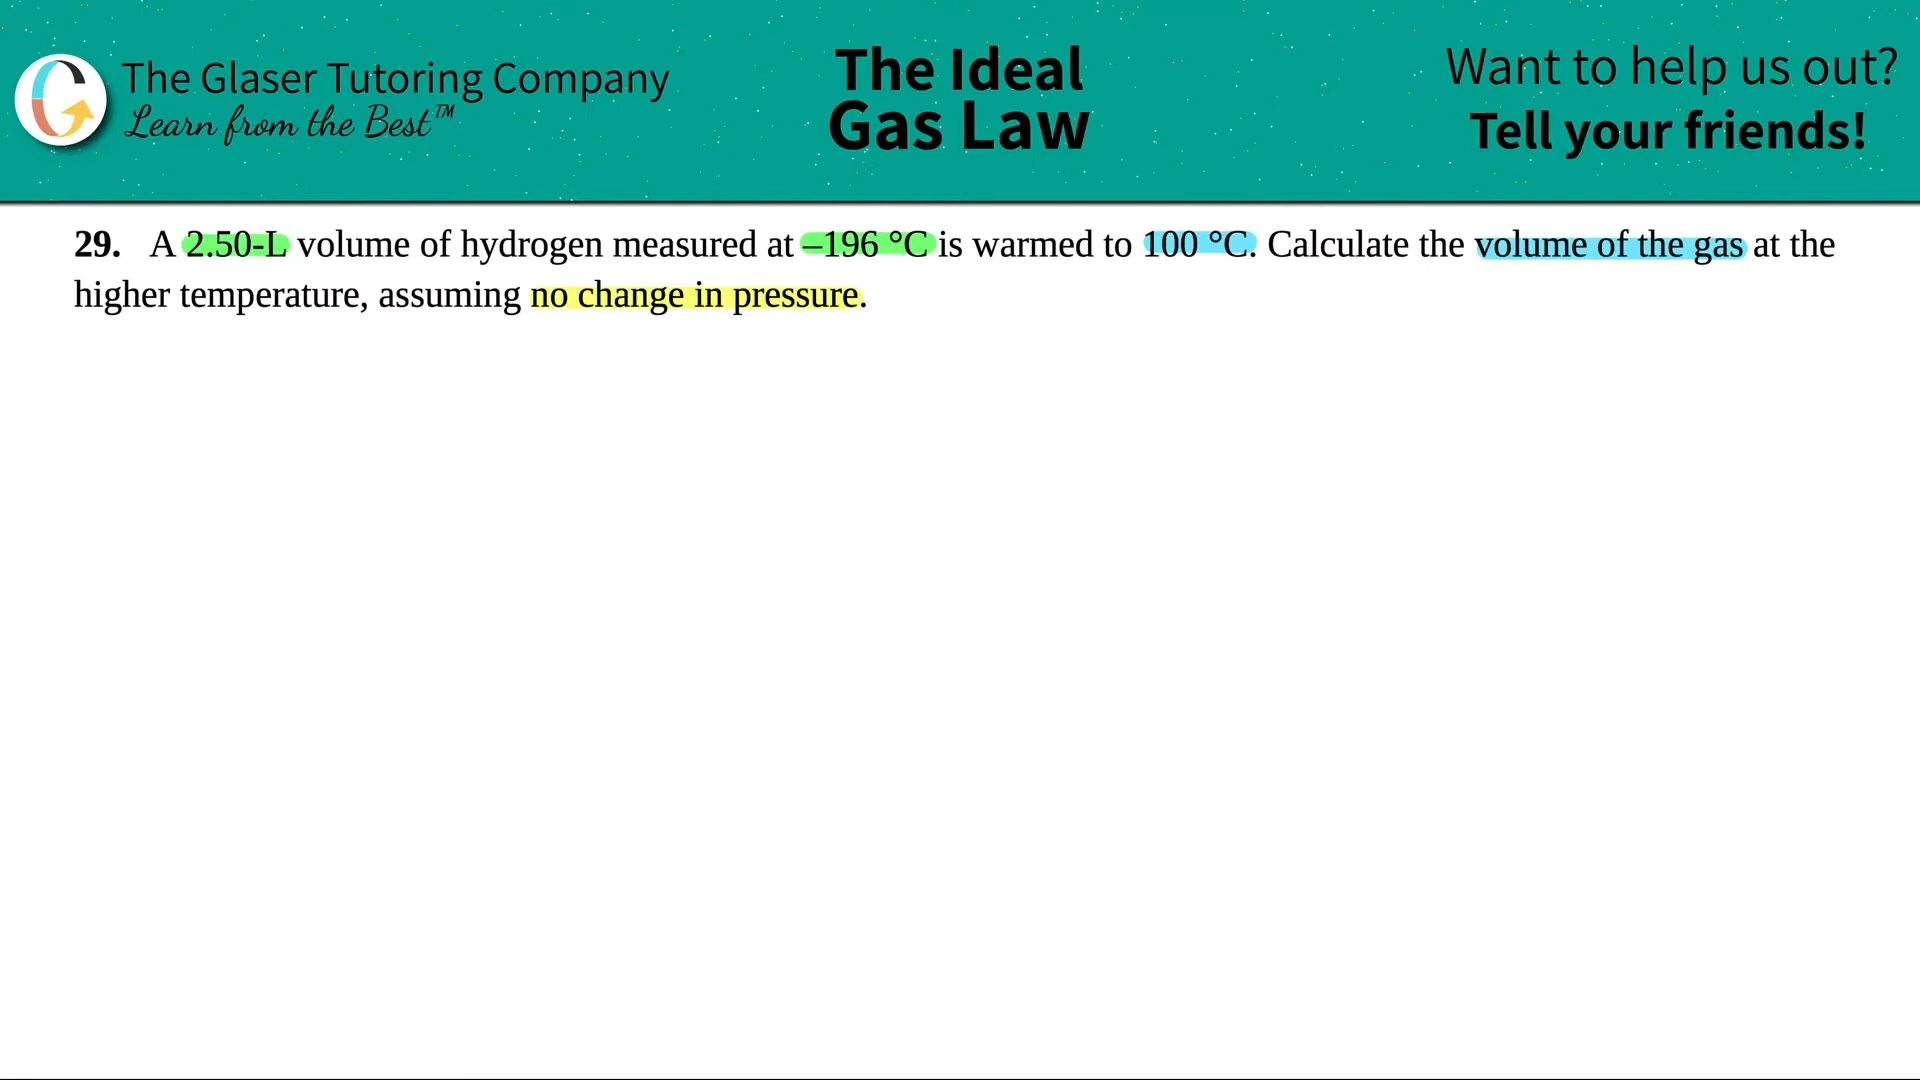 The Glaser Tutoring Company
Learn from the Best™
The Ideal
Gas Law
Want to help us out?
Tell your friends!
29. A 2.50-L volume of hydrogen measured at –196 °C is warmed to 100 °C. Calculate the volume of the gas at the
higher temperature, assuming no change in pressure.